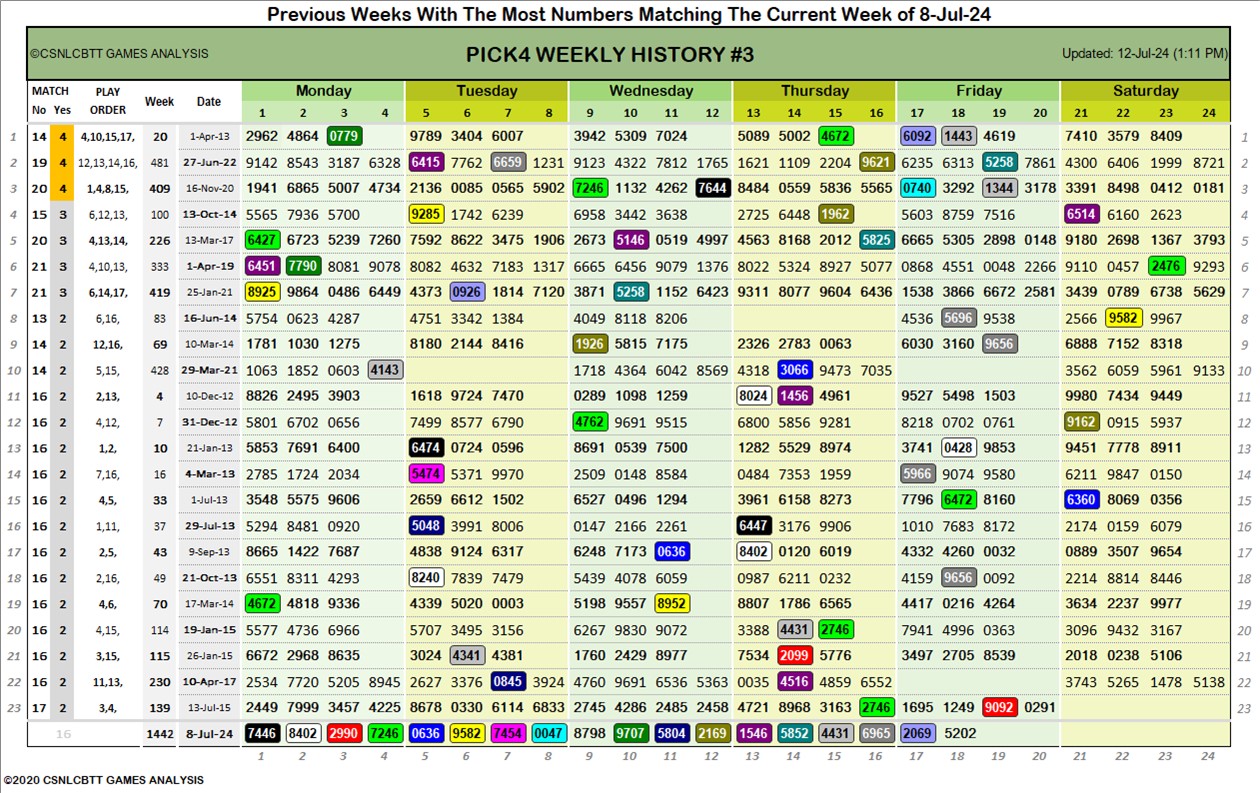 Previous Weeks With The Most Numbers Matching The Current Week of 8-Jul-24
©CSNLCBTT GAMES ANALYSIS PICK4 WEEKLY HISTORY #3 Updated: 12-Jul-24 (1:11 PM)
MATCH PLAY Week Date Monday Tuesday Wednesday Thursday Friday Saturday
No Yes ORDER 1 2 3 4 5 6 7 8 9 10 11 12 13 14 15 16 17 18 19 20 21 22 23 24
1 14 4 4,10,15,17, 20 1-Apr-13 2962 4864 0779 9789 3404 6007 3942 5309 7024 5089 5002 4672 6092 1443 4619 7410 3579 8409 1
2 19 4 12,13,14,16, 481 27-Jun-22 9142 8543 3187 6328 6415 7762 6659 1231 9123 4322 7812 1765 1621 1109 2204 9621 6235 6313 5258 7861 4300 6406 1999 8721 2
3 20 4 1,4,8,15, 409 16-Nov-20 1941 6865 5007 4734 2136 0085 0565 5902 7246 1132 4262 7644 8484 0559 5836 5565 0740 3292 1344 3178 3391 8498 0412 0181 3
4 15 3 6,12,13, 100 13-Oct-14 5565 7936 5700 9285 1742 6239 6958 3442 3638 2725 6448 1962 5603 8759 7516 6514 6160 2623 4
5 20 3 4,13,14, 226 13-Mar-17 6427 6723 5239 7260 7592 8622 3475 1906 2673 5146 0519 4997 4563 8168 2012 5825 6665 5305 2898 0148 9180 2698 1367 3793 5
6 21 3 4,10,13, 333 1-Apr-19 6451 7790 8081 9078 8082 4632 7183 1317 6665 6456 9070 1376 8022 5324 8927 5077 0868 4551 0048 2266 9110 0457 2476 9293 6
7 21 3 6,14,17, 419 25-Jan-21 8925 9864 0486 6449 4373 0926 1814 7120 3871 5258 1152 6423 9311 8077 9604 6436 1538 3866 6672 2581 3439 0789 0438 5629 7
8 13 2 6,16, 83 16-Jun-14 5754 0623 4287 4751 3342 1384 4049 8118 8206 4536 5696 9538 2566 9582 9967 8
9 14 2 12,16, 69 10-Mar-14 1781 1030 1275 8180 2144 8416 1926 5815 7175 2326 2783 0063 6030 3160 9656 6888 7152 8318 9
10 14 2 5,15, 428 29-Mar-21 1063 1852 0603 4143 1718 4364 6042 8569 4318 3066 9473 7035 3562 6059 5961 9133 10
11 16 2 2,13, 4 10-Dec-12 8826 2495 3903 1618 9724 7470 0289 1098 1259 8024 1456 4961 9527 5498 1503 9980 7434 9449 11
12 16 2 4,12, 7 31-Dec-12 5801 6702 0656 7499 8577 6790 4762 9691 9515 6800 5856 9281 8218 0702 0761 9162 0915 5937 12
13 16 2 1,2, 10 21-Jan-13 5853 7691 6400 6474 0724 0596 8691 0539 7500 1282 5529 8974 3741 0428 9853 9451 7778 8911 13
14 16 2 7,16, 16 4-Mar-13 2785 1724 2034 5474 5371 9970 2509 0148 8584 0484 7353 1955 5966 9074 9580 6211 1847 0150 14
15 16 2 4,5, 33 1-Jul-13 3548 5575 9606 2659 6612 1502 6527 0496 1294 3961 6158 8273 7796 6472 8160 6360 8069 0356 15
16 16 2 1,11, 37 29-Jul-13 5294 8481 0920 5048 3991 8006 0147 2166 2261 6447 3176 9906 1010 7683 8172 2174 0159 6079 16
17 16 2 2,5, 43 9-Sep-13 8665 1422 7687 4838 9124 6317 6248 7173 0636 8402 0120 6019 4332 4260 0032 0889 3507 9654 17
18 16 2 2,16, 49 21-Oct-13 6551 8311 4293 8240 7839 7479 5439 4078 6059 0987 6211 0232 4159 9656 0092 2214 8814 8446 18
19 16 2 4,6, 70 17-Mar-14 4672 4818 9336 4339 5020 0003 5198 9557 8952 8807 1786 6565 4417 0216 4264 3634 2237 9977 19
20 16 2 4,15, 114 19-Jan-15 5577 4736 6966 5707 3495 3156 6267 9830 9072 3388 4431 2746 7941 4996 0363 3096 9432 3167 20
21 16 2 3,15, 115 26-Jan-15 6672 2968 8635 3024 4341 4381 1760 2429 8977 7534 2099 5776 3497 2705 8539 2018 0238 5106 21
22 16 2 11,13, 230 10-Apr-17 2534 7720 5205 8945 2627 3376 0845 3924 4760 9691 6536 5363 0035 4516 4859 6552 3743 5265 1478 5138 22
23 17 2 3,4, 139 13-Jul-15 2449 7999 3457 4225 8678 0330 6114 6833 2745 4286 2485 2458 4721 8968 3163 2746 1695 1249 9092 0291 23
16 1442 8-Jul-24 7446 8402 2990 7246 0636 9582 7454 0047 8798 9707 5804 2169 1546 5852 4431 6965 2069 5202
1 2 3 4 5 6 7 8 9 10 11 12 13 14 15 16 17 18 19 20 21 22 23 24
©2020 CSNLCBTT GAMES ANALYSIS